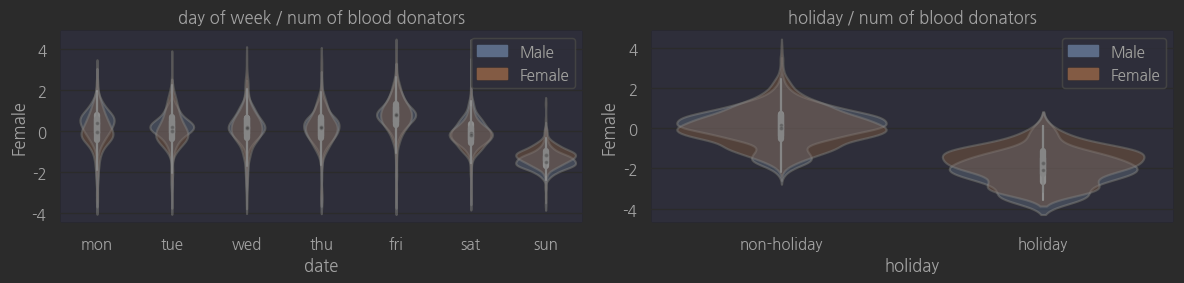 day of week / num of blood donators
Male
Female
4
2
0
-2
-4
Female
mon tue wed thu fri sat sun
date
holiday / num of blood donators
Male
Female
4
2
0
-2
-4
Female
non-holiday holiday
holiday